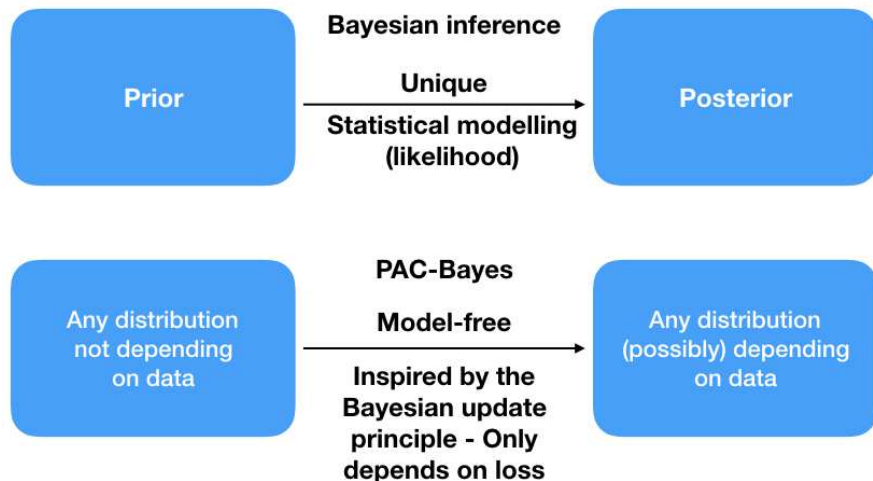 Bayesian inference
Prior
Unique
Statistical modelling
(likelihood)
Posterior
PAC-Bayes
Any distribution
not depending
on data
Model-free
Inspired by the
Bayesian update
principle - Only
depends on loss
Any distribution
(possibly) depending
on data